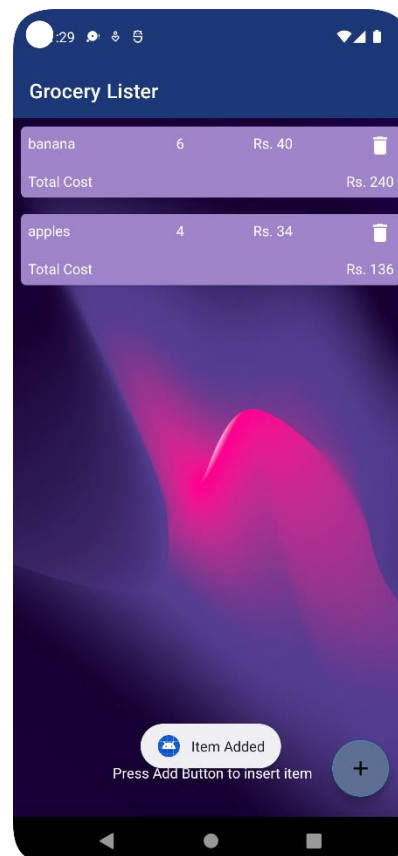 :29
Grocery Lister
banana 6 Rs. 40
Total Cost Rs. 240
apples 4 Rs. 34
Total Cost Rs. 136
Item Added
Press Add Button to insert item
+